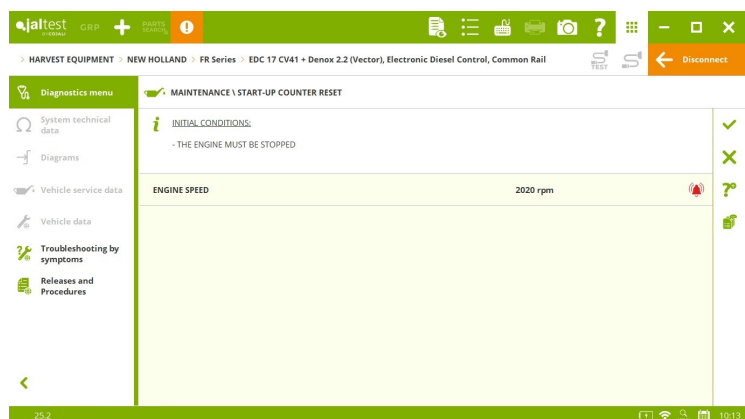 jaltest GRP PARTS SEARCH
BY COJALI
> HARVEST EQUIPMENT > NEW HOLLAND > FR Series > EDC 17 CV41 + Denox 2.2 (Vector), Electronic Diesel Control, Common Rail
TEST
Disconnect
Diagnostics menu
MAINTENANCE \ START-UP COUNTER RESET
System technical
data
INITIAL CONDITIONS:
- THE ENGINE MUST BE STOPPED
Diagrams
Vehicle service data
ENGINE SPEED 2020 rpm
Vehicle data
Troubleshooting by
symptoms
Releases and
Procedures
25.2
10:13